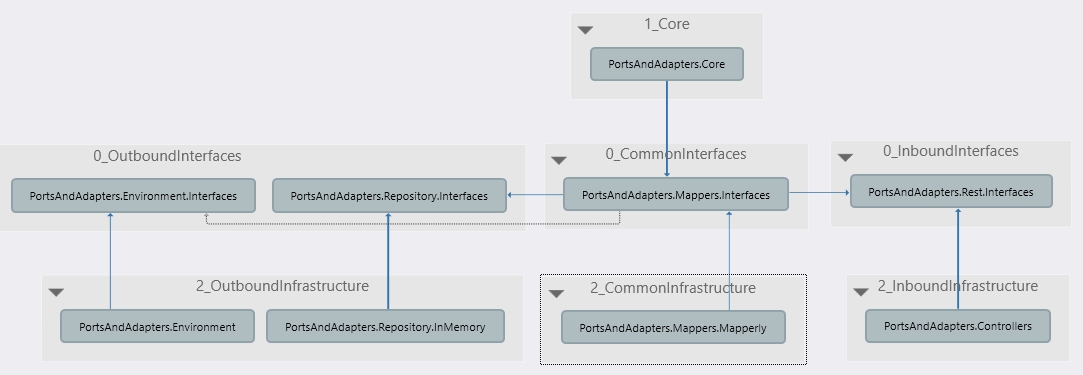 1_Core
PortsAndAdapters.Core
0_OutboundInterfaces
0_CommonInterfaces
0_InboundInterfaces
PortsAndAdapters.Environment.Interfaces
PortsAndAdapters.Repository.Interfaces
PortsAndAdapters.Mappers.Interfaces
PortsAndAdapters.Rest.Interfaces
2_OutboundInfrastructure
2_CommonInfrastructure
2_InboundInfrastructure
PortsAndAdapters.Environment
PortsAndAdapters.Repository.InMemory
PortsAndAdapters.Mappers.Mapperly
PortsAndAdapters.Controllers